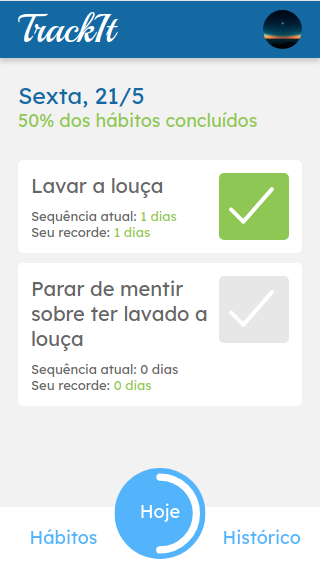 TrackIt
Sexta, 21/5
50% dos hábitos concluídos
Lavar a louça
Sequência atual: 1 dias
Seu recorde: 1 dias
Parar de mentir
sobre ter lavado a
louça
Sequência atual: 0 dias
Seu recorde: 0 dias
Hábitos
Hoje
Histórico